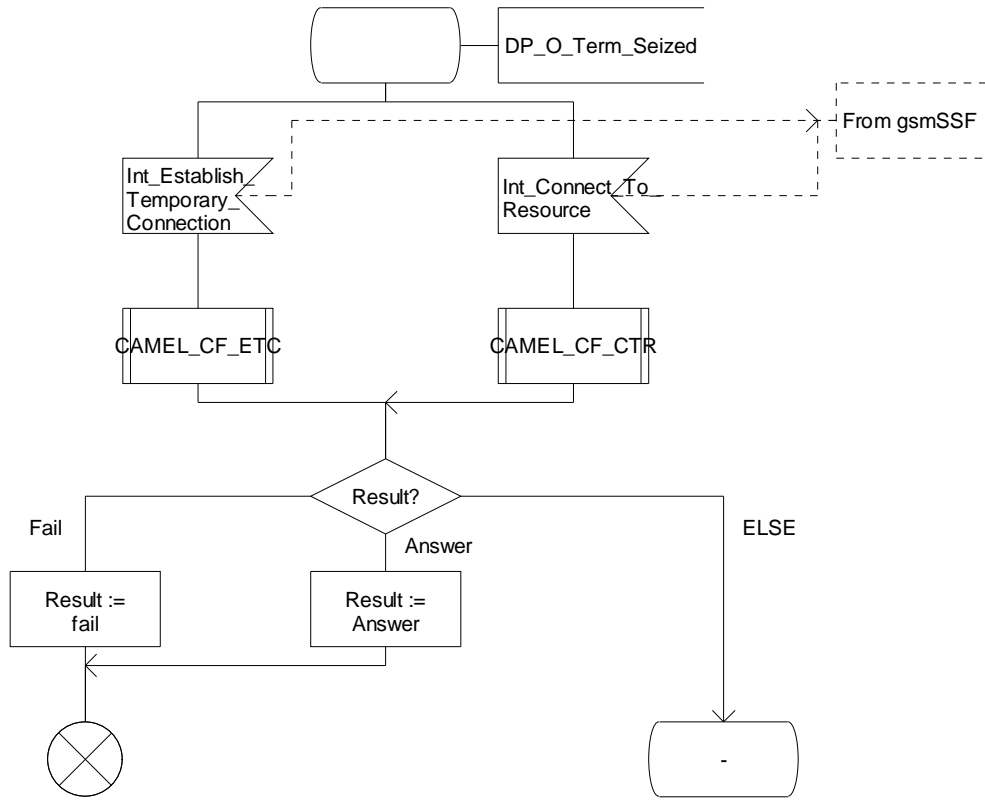 DP_O_Term_Seized
From gsmSSF
Int_Establish_
Temporary_
Connection
Int_Connect_To_
Resource
CAMEL_CF_ETC
CAMEL_CF_CTR
Result?
Fail
Answer
ELSE
Result :=
fail
Result :=
Answer
-